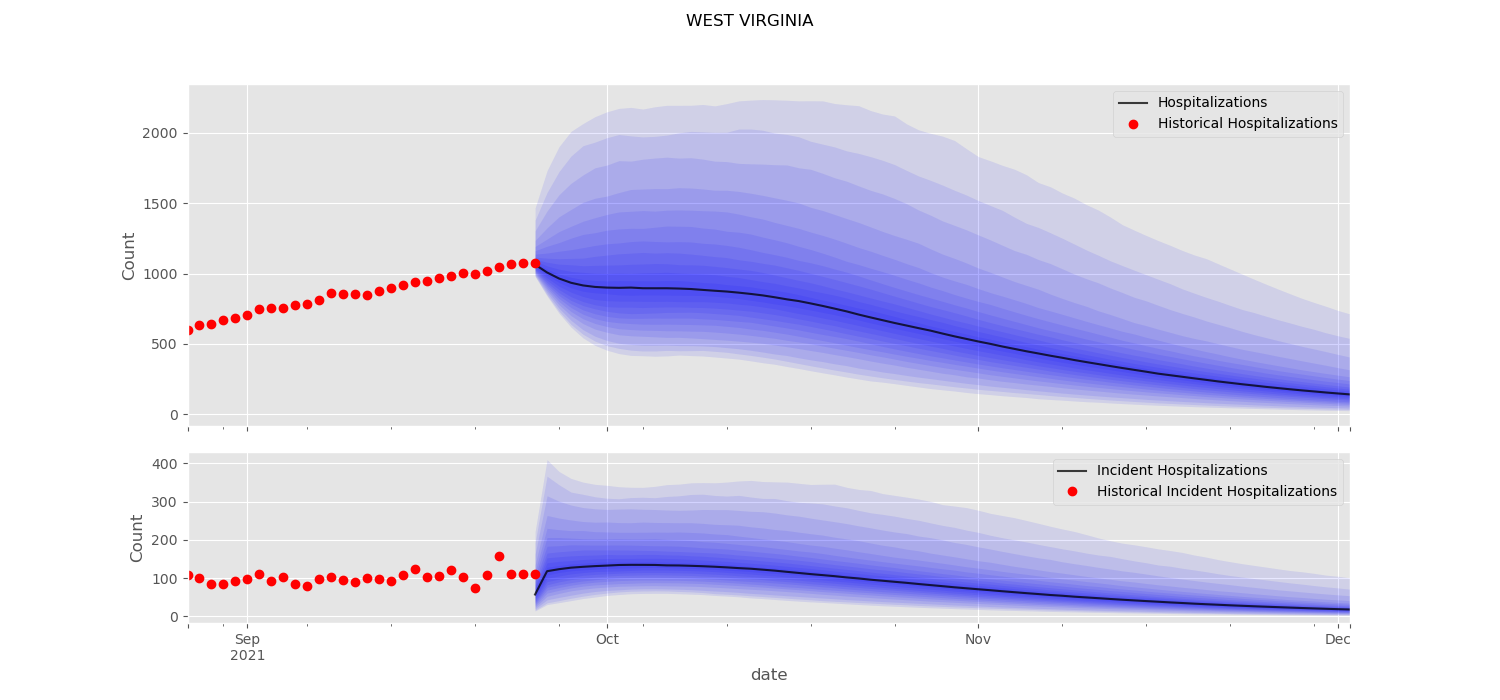 WEST VIRGINIA
Count
2000
1500
1000
500
0
Hospitalizations
Historical Hospitalizations
Count
400
300
200
100
0
Incident Hospitalizations
Historical Incident Hospitalizations
Sep
2021
Oct
Nov
Dec
date